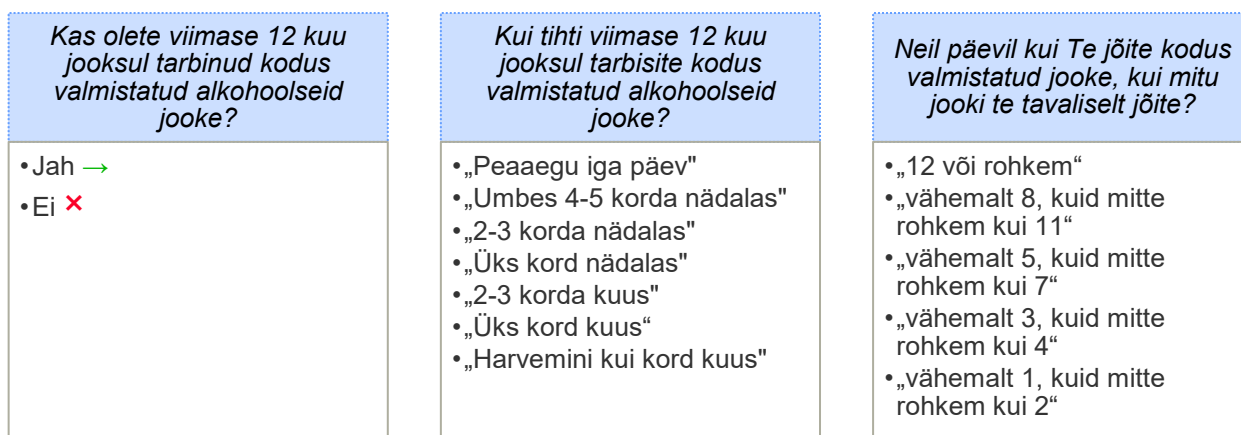 Kas olete viimase 12 kuu
jooksul tarbinud kodus
valmistatud alkohoolseid
jooke?
•Jah →
•Ei ×
Kui tihti viimase 12 kuu
jooksul tarbisite kodus
valmistatud alkohoolseid
jooke?
•„Peaaegu iga päev"
•„Umbes 4-5 korda nädalas"
•„2-3 korda nädalas"
•„Üks kord nädalas"
•„2-3 korda kuus"
•„Üks kord kuus“
•„Harvemini kui kord kuus"
Neil päevil kui Te jõite kodus
valmistatud jooke, kui mitu
jooki te tavaliselt jõite?
•„12 või rohkem“
•„vähemalt 8, kuid mitte
rohkem kui 11“
•„vähemalt 5, kuid mitte
rohkem kui 7“
•„vähemalt 3, kuid mitte
rohkem kui 4“
•„vähemalt 1, kuid mitte
rohkem kui 2“